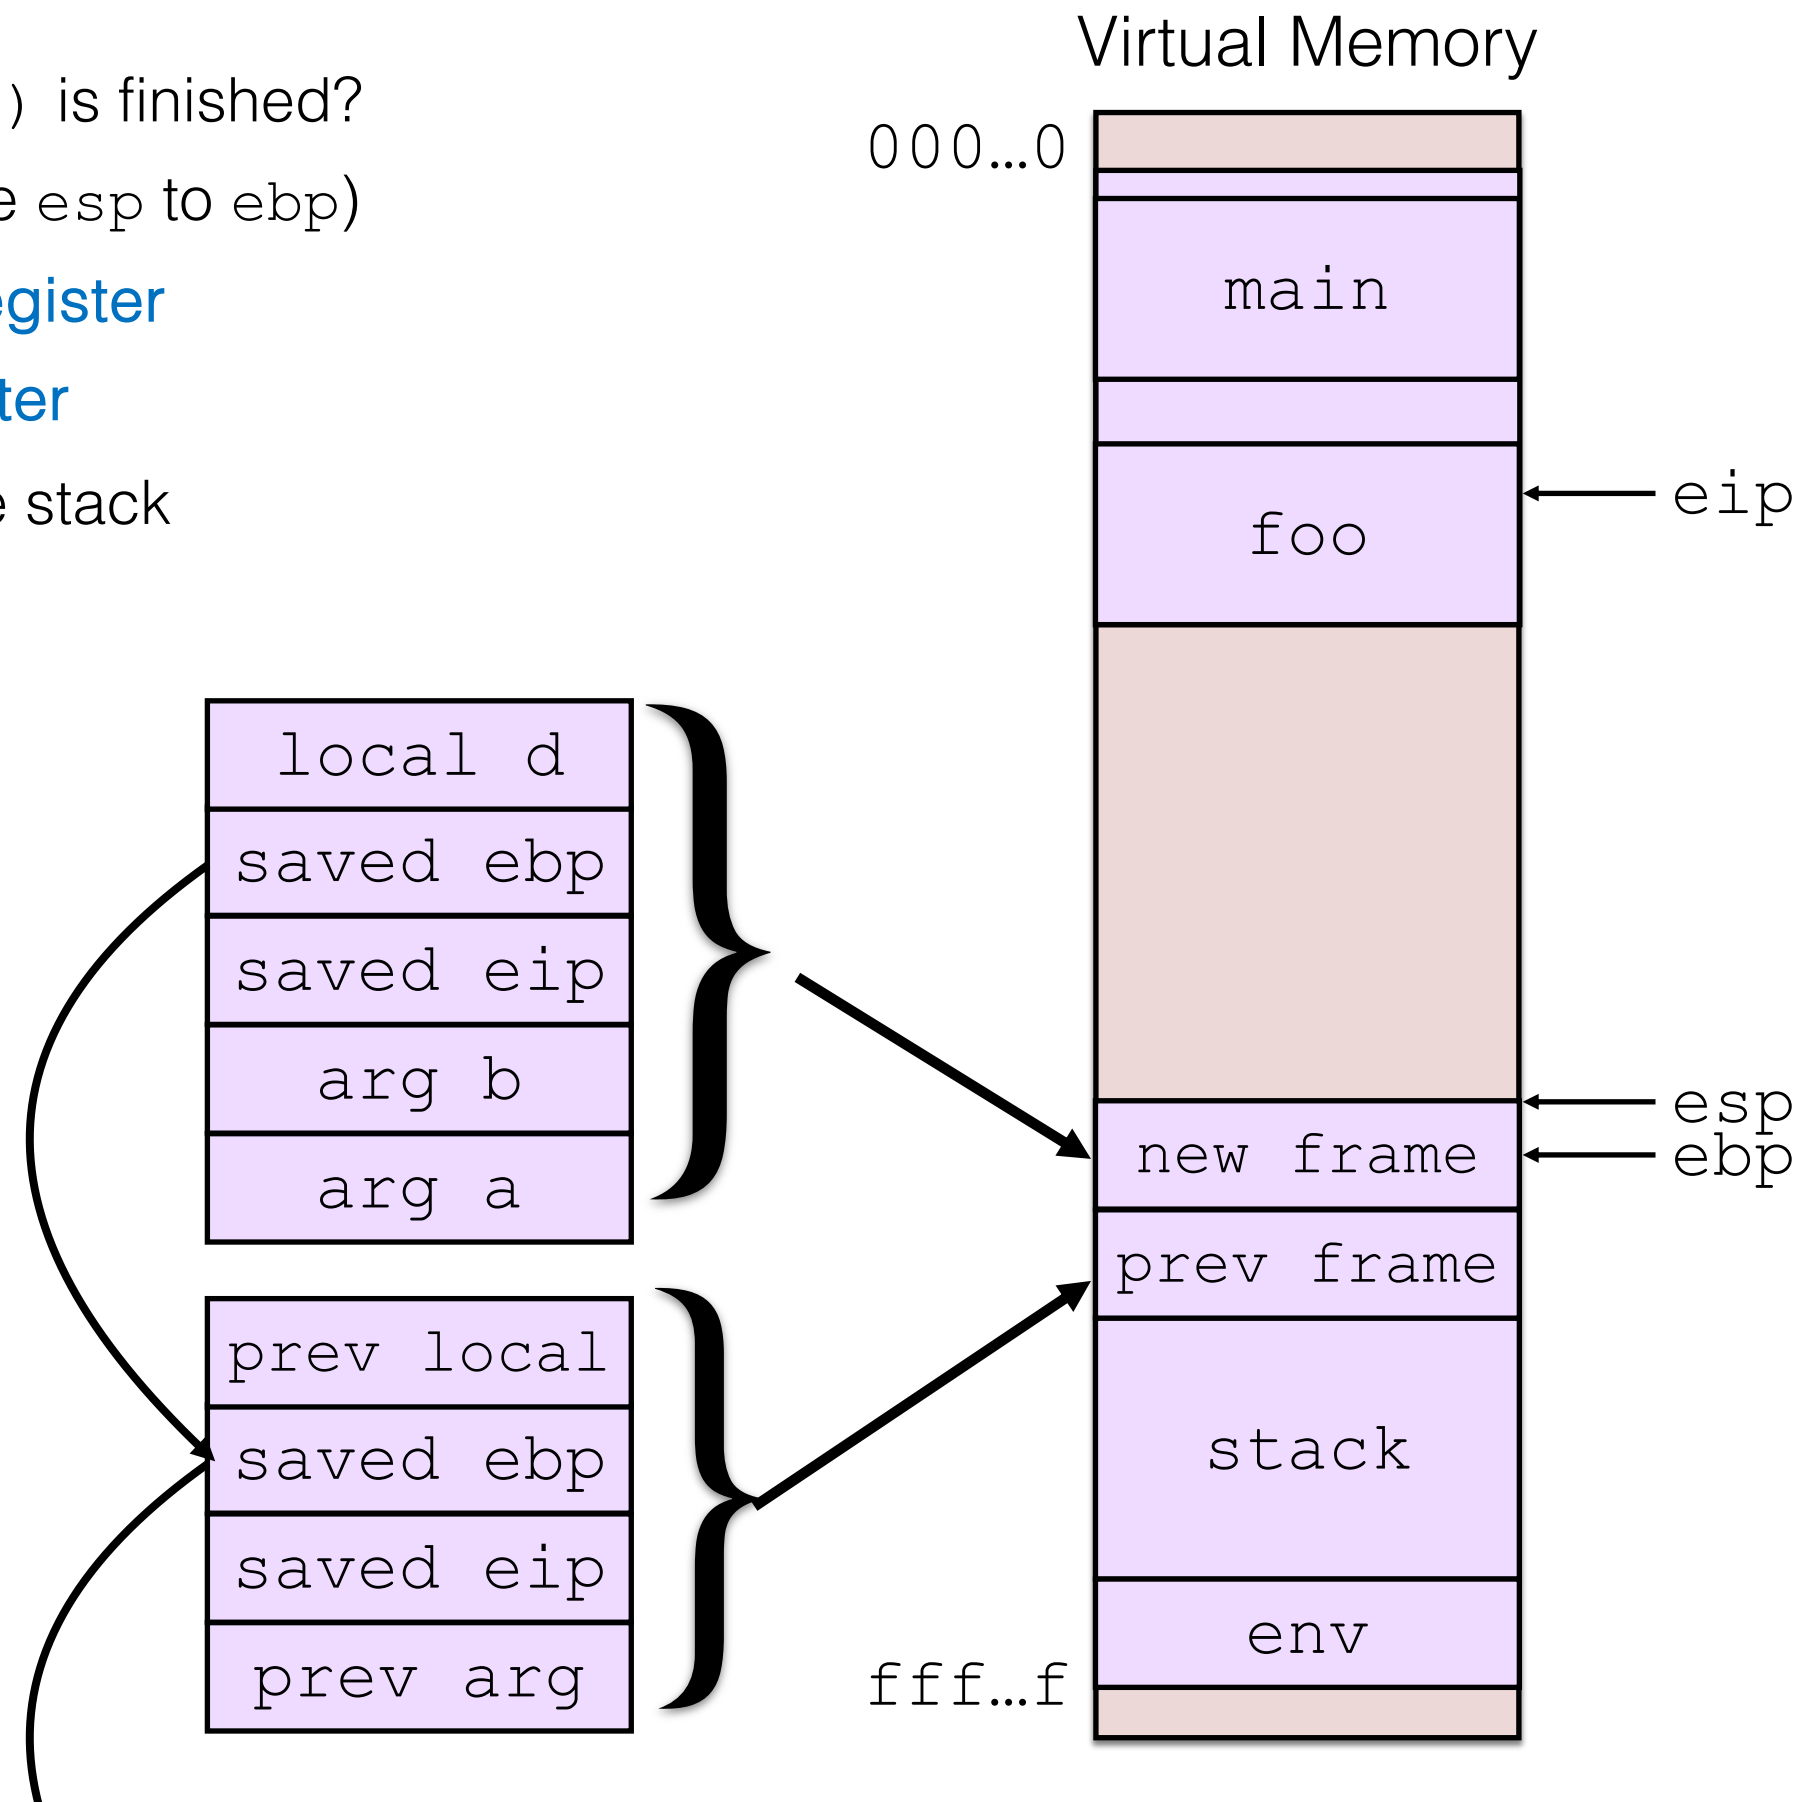 ) is finished?
e esp to ebp)
egister
ter
e stack
local d
saved ebp
saved eip
arg b
arg a
prev local
saved ebp
saved eip
prev arg
Virtual Memory
000…0
main
foo
eip
esp
new frame
ebp
prev frame
stack
env
fff…f